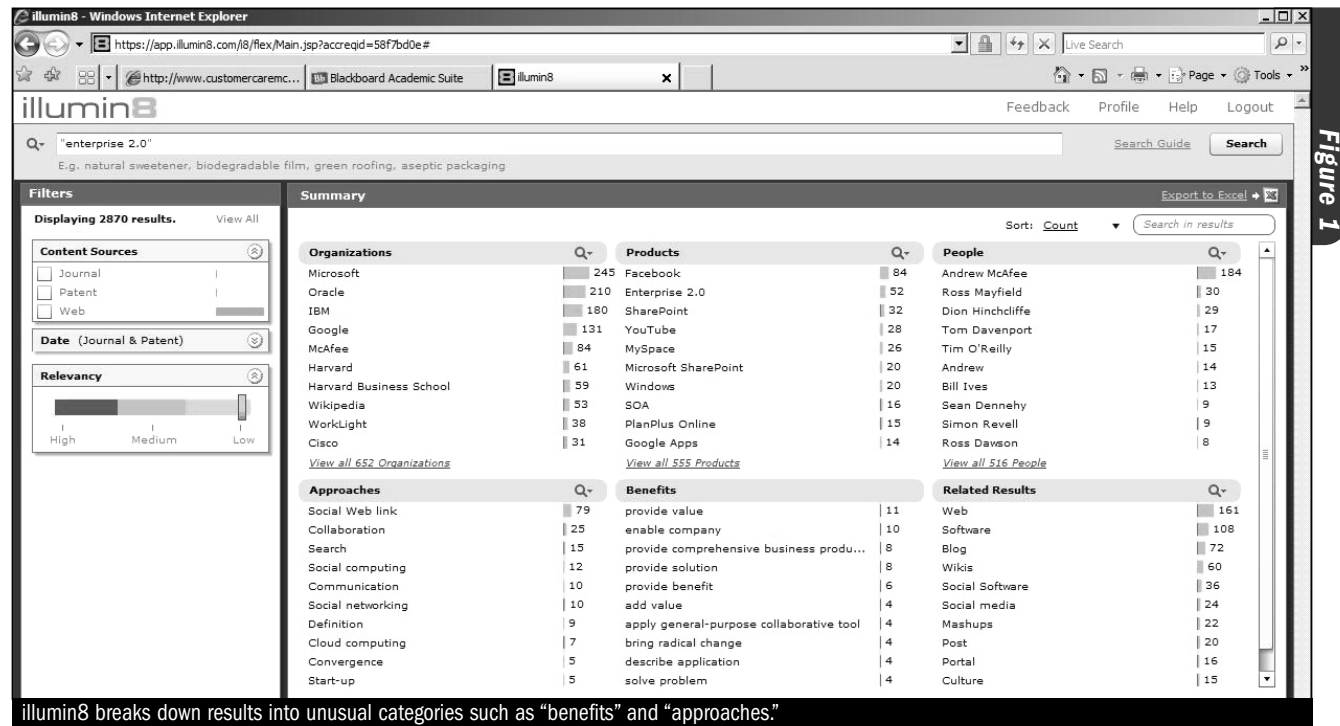 illumin8 - Windows Internet Explorer
https://app.illumin8.com/i8/flex/Main.jsp?accreqid=58f7bd0e#
Live Search
http://www.customercaremc... Blackboard Academic Suite illumin8 x
Page Tools
illumin8
Feedback Profile Help Logout
"enterprise 2.0"
Search Guide Search
E.g. natural sweetener, biodegradable film, green roofing, aseptic packaging
Filters
Displaying 2870 results. View All
Content Sources
Journal
Patent
Web
Date (Journal & Patent)
Relevancy
High Medium Low
Summary
Export to Excel
Sort: Count
Search in results
Organizations
Microsoft 245
Oracle 210
IBM 180
Google 131
McAfee 84
Harvard 61
Harvard Business School 59
Wikipedia 53
WorkLight 38
Cisco 31
View all 652 Organizations
Products
Facebook 84
Enterprise 2.0 52
SharePoint 32
YouTube 28
MySpace 26
Microsoft SharePoint 20
Windows 20
SOA 16
PlanPlus Online 15
Google Apps 14
View all 555 Products
People
Andrew McAfee 184
Ross Mayfield 30
Dion Hinchcliffe 29
Tom Davenport 17
Tim O'Reilly 15
Andrew 14
Bill Ives 13
Sean Dennehy 9
Simon Revell 9
Ross Dawson 8
View all 516 People
Approaches
Social Web link 79
Collaboration 25
Search 15
Social computing 12
Communication 10
Social networking 10
Definition 9
Cloud computing 7
Convergence 5
Start-up 5
Benefits
provide value 11
enable company 10
provide comprehensive business produ... 8
provide solution 8
provide benefit 6
add value 4
apply general-purpose collaborative tool 4
bring radical change 4
describe application 4
solve problem 4
Related Results
Web 161
Software 108
Blog 72
Wikis 60
Social Software 36
Social media 24
Mashups 22
Post 20
Portal 16
Culture 15
Figure 1
illumin8 breaks down results into unusual categories such as “benefits” and “approaches.”